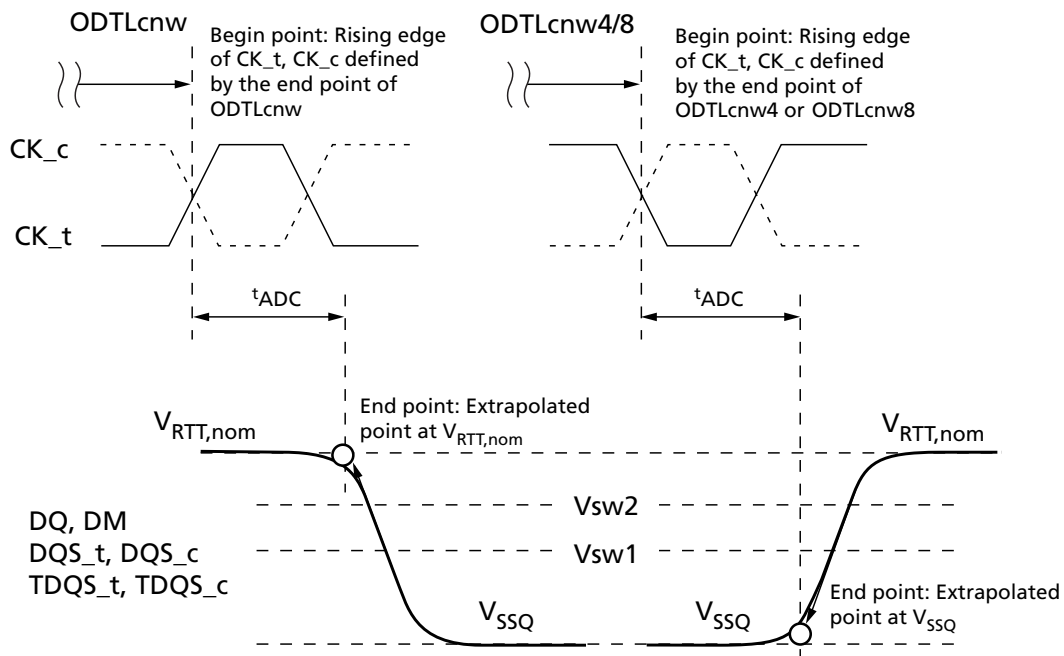 ODTLcnw
Begin point: Rising edge
of CK_t, CK_c defined
by the end point of
ODTLcnw
ODTLcnw4/8
Begin point: Rising edge
of CK_t, CK_c defined
by the end point of
ODTLcnw4 or ODTLcnw8
CK_c
CK_t
tADC
tADC
VRTT,nom
End point: Extrapolated
point at VRTT,nom
VRTT,nom
Vsw2
DQ, DM
DQS_t, DQS_c
TDQS_t, TDQS_c
Vsw1
VSSQ
VSSQ
End point: Extrapolated
point at VSSQ